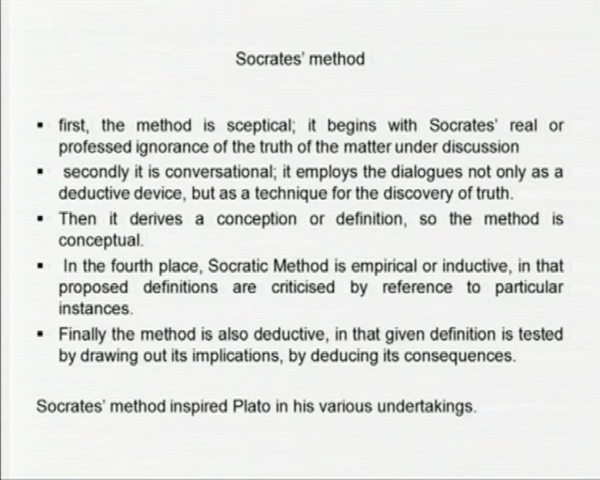 Socrates' method
▪ first, the method is sceptical; it begins with Socrates' real or
professed ignorance of the truth of the matter under discussion
▪ secondly it is conversational; it employs the dialogues not only as a
deductive device, but as a technique for the discovery of truth.
▪ Then it derives a conception or definition, so the method is
conceptual.
▪ In the fourth place, Socratic Method is empirical or inductive, in that
proposed definitions are criticised by reference to particular
instances.
▪ Finally the method is also deductive, in that given definition is tested
by drawing out its implications, by deducing its consequences.
Socrates' method inspired Plato in his various undertakings.